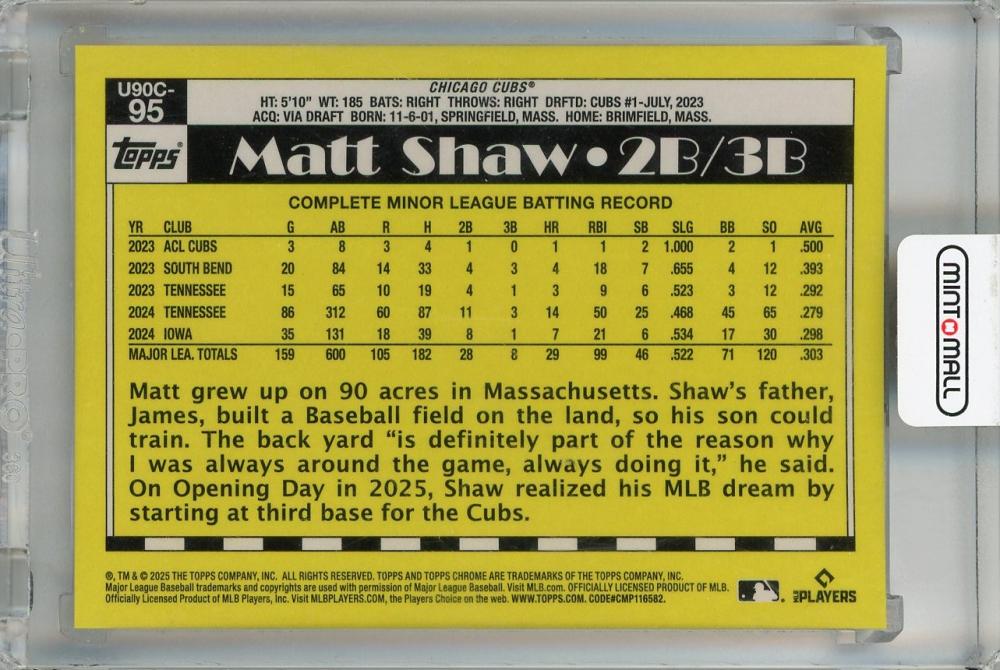 U90C-
95
CHICAGO CUBS®
HT: 5'10" WT: 185 BATS: RIGHT THROWS: RIGHT DRFTD: CUBS #1-JULY, 2023
ACQ: VIA DRAFT BORN: 11-6-01, SPRINGFIELD, MASS. HOME: BRIMFIELD, MASS.
Topps®
Matt Shaw • 2B/3B
COMPLETE MINOR LEAGUE BATTING RECORD
YR CLUB G AB R H 2B 3B HR RBI SB SLG BB SO AVG
2023 ACL CUBS 3 8 3 4 1 0 1 1 2 1.000 2 1 .500
2023 SOUTH BEND 20 84 14 33 4 3 4 18 7 .655 4 12 .393
2023 TENNESSEE 15 65 10 19 4 1 3 9 6 .523 3 12 .292
2024 TENNESSEE 86 312 60 87 11 3 14 50 25 .468 45 65 .279
2024 IOWA 35 131 18 39 8 1 7 21 6 .534 17 30 .298
MAJOR LEA. TOTALS 159 600 105 182 28 8 29 99 46 .522 71 120 .303
Matt grew up on 90 acres in Massachusetts. Shaw's father,
James, built a Baseball field on the land, so his son could
train. The back yard "is definitely part of the reason why
I was always around the game, always doing it," he said.
On Opening Day in 2025, Shaw realized his MLB dream by
starting at third base for the Cubs.
®, TM & © 2025 THE TOPPS COMPANY, INC. ALL RIGHTS RESERVED. TOPPS AND TOPPS CHROME ARE TRADEMARKS OF THE TOPPS COMPANY, INC.
Major League Baseball trademarks and copyrights are used with permission of Major League Baseball. Visit MLB.com. OFFICIALLY LICENSED PRODUCT OF MLB.
Officially Licensed Product of MLB Players, Inc. Visit MLBPLAYERS.COM, the Players Choice on the web. WWW.TOPPS.COM. CODE#CMP116582.
MLB PLAYERS
MINT MALL